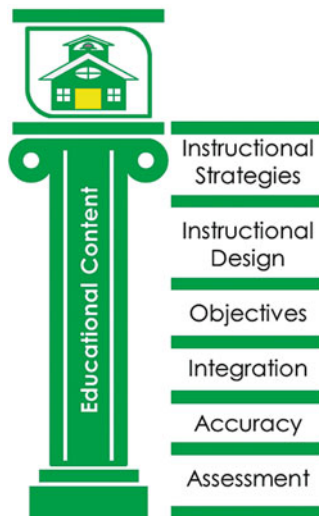 Educational Content
Instructional
Strategies
Instructional
Design
Objectives
Integration
Accuracy
Assessment